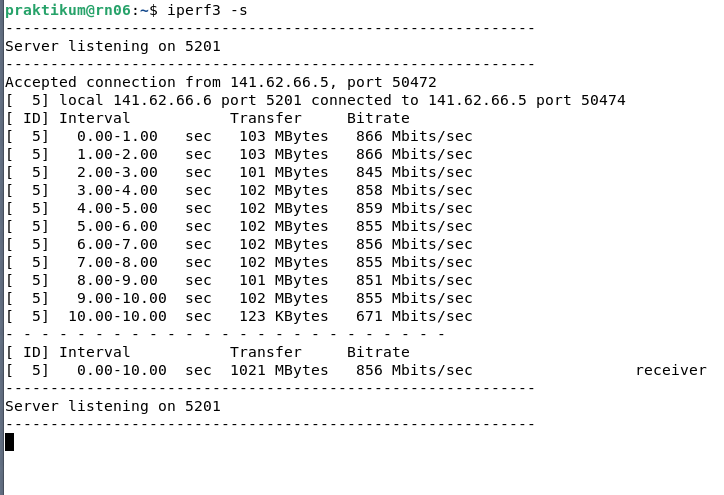 praktikum@rn06:~$ iperf3 -s
-----------------------------------------------------------
Server listening on 5201
-----------------------------------------------------------
Accepted connection from 141.62.66.5, port 50472
[  5] local 141.62.66.6 port 5201 connected to 141.62.66.5 port 50474
[ ID] Interval           Transfer     Bitrate
[  5]   0.00-1.00   sec   103 MBytes   866 Mbits/sec
[  5]   1.00-2.00   sec   103 MBytes   866 Mbits/sec
[  5]   2.00-3.00   sec   101 MBytes   845 Mbits/sec
[  5]   3.00-4.00   sec   102 MBytes   858 Mbits/sec
[  5]   4.00-5.00   sec   102 MBytes   859 Mbits/sec
[  5]   5.00-6.00   sec   102 MBytes   855 Mbits/sec
[  5]   6.00-7.00   sec   102 MBytes   856 Mbits/sec
[  5]   7.00-8.00   sec   102 MBytes   855 Mbits/sec
[  5]   8.00-9.00   sec   101 MBytes   851 Mbits/sec
[  5]   9.00-10.00  sec   102 MBytes   855 Mbits/sec
[  5]  10.00-10.00  sec   123 KBytes   671 Mbits/sec
- - - - - - - - - - - - - - - - - - - - - - - - -
[ ID] Interval           Transfer     Bitrate
[  5]   0.00-10.00  sec  1021 MBytes   856 Mbits/sec                  receiver
-----------------------------------------------------------
Server listening on 5201
-----------------------------------------------------------